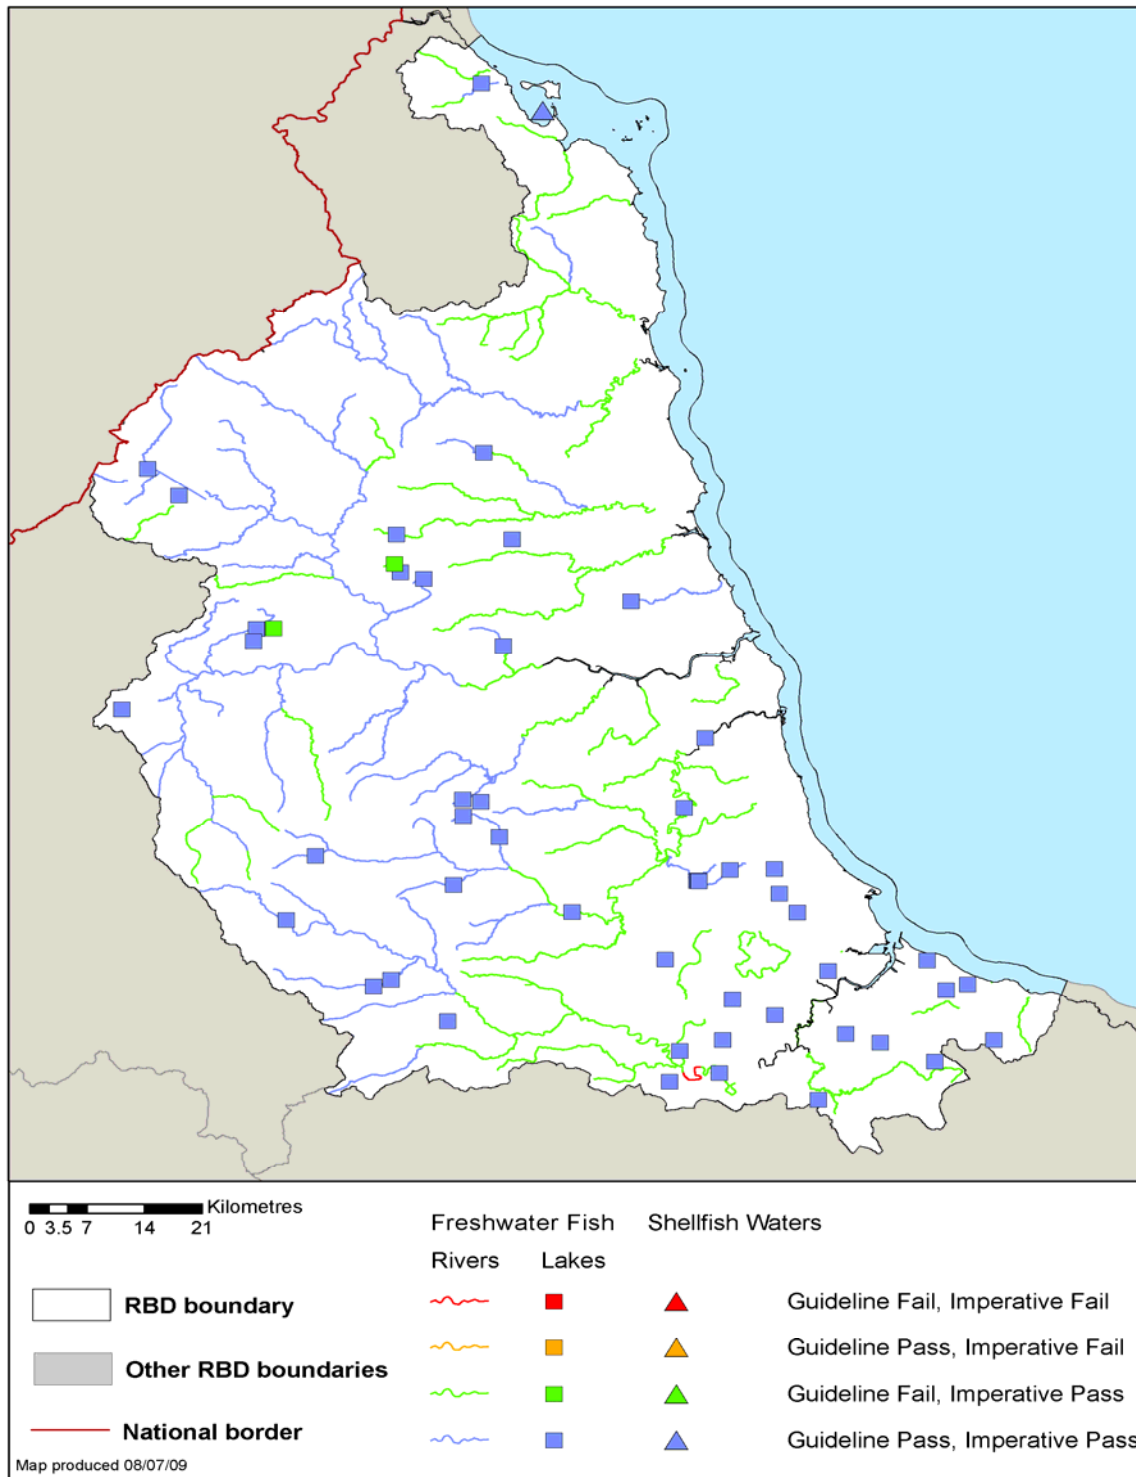 Kilometres
0 3.5 7 14 21
RBD boundary
Other RBD boundaries
National border
Map produced 08/07/09
Freshwater Fish Shellfish Waters
Rivers Lakes
Guideline Fail, Imperative Fail
Guideline Pass, Imperative Fail
Guideline Fail, Imperative Pass
Guideline Pass, Imperative Pass